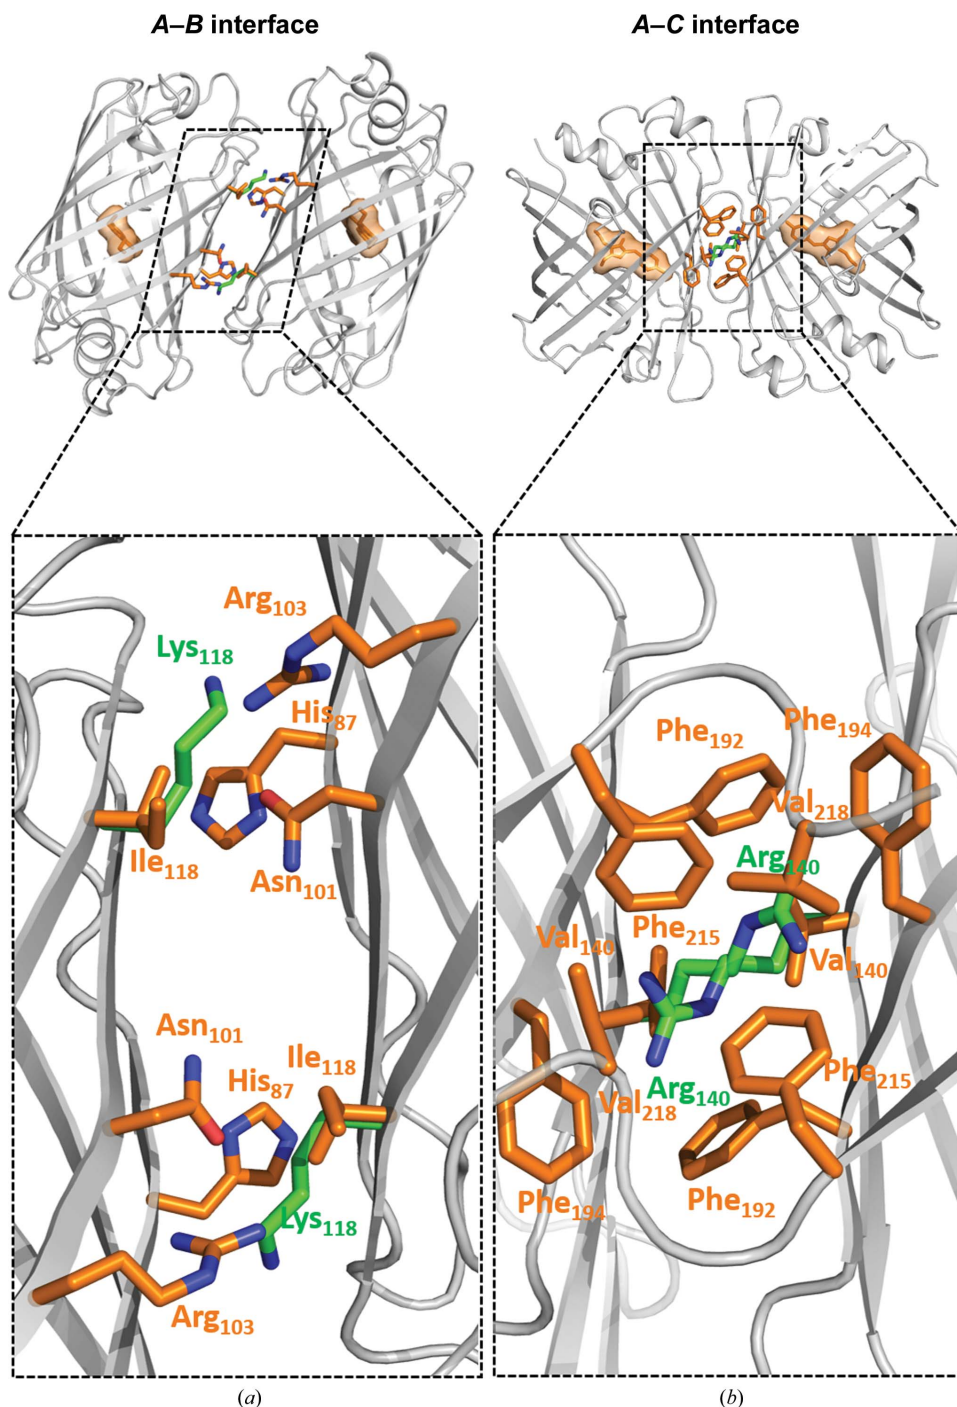 A–B interface
A–C interface
Arg103
Lys118
His87
Ile118
Asn101
Asn101
His87
Ile118
Lys118
Arg103
Phe192
Phe194
Val218
Arg140
Val140
Phe215
Val140
Arg140
Phe215
Val218
Phe194
Phe192
(a)
(b)